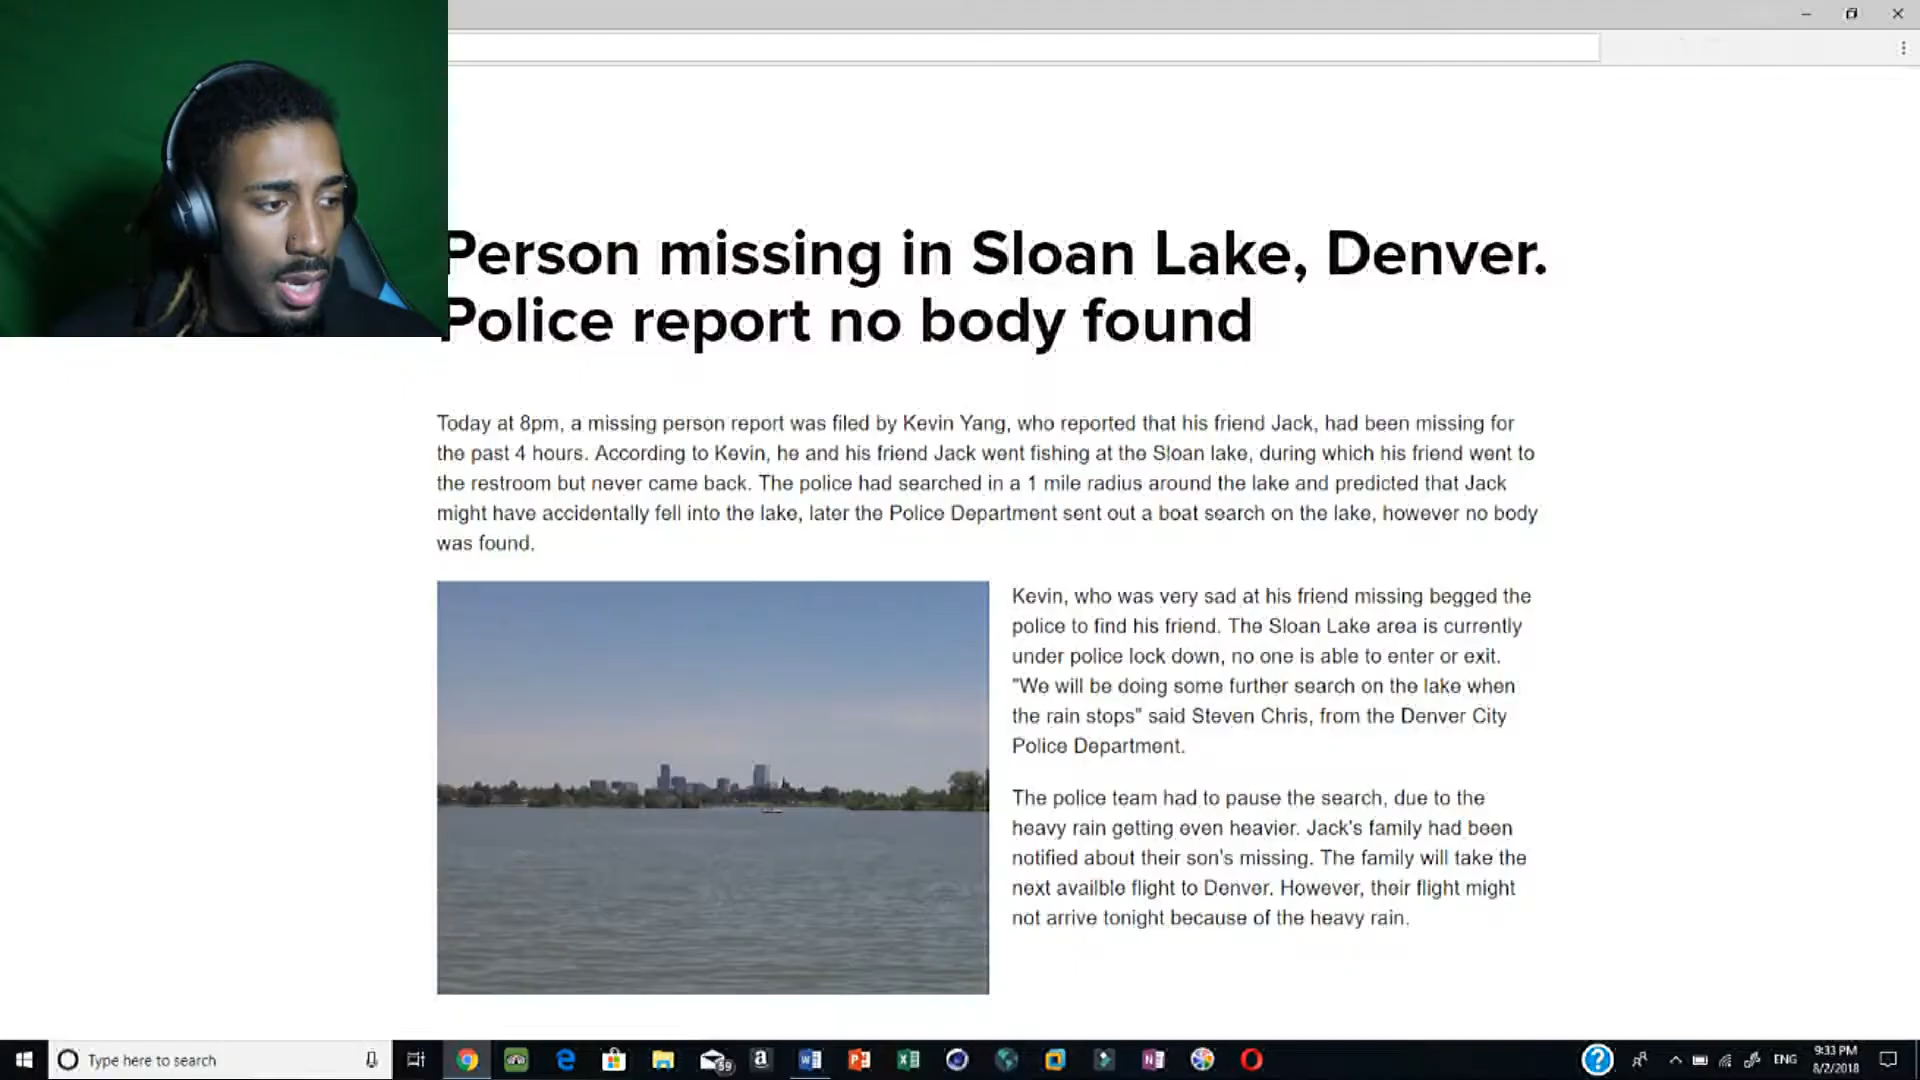 Person missing in Sloan Lake, Denver.
Police report no body found
Today at 8pm, a missing person report was filed by Kevin Yang, who reported that his friend Jack, had been missing for
the past 4 hours. According to Kevin, he and his friend Jack went fishing at the Sloan lake, during which his friend went to
the restroom but never came back. The police had searched in a 1 mile radius around the lake and predicted that Jack
might have accidentally fell into the lake, later the Police Department sent out a boat search on the lake, however no body
was found.
Kevin, who was very sad at his friend missing begged the
police to find his friend. The Sloan Lake area is currently
under police lock down, no one is able to enter or exit.
"We will be doing some further search on the lake when
the rain stops" said Steven Chris, from the Denver City
Police Department.
The police team had to pause the search, due to the
heavy rain getting even heavier. Jack's family had been
notified about their son's missing. The family will take the
next availble flight to Denver. However, their flight might
not arrive tonight because of the heavy rain.
Type here to search
59
ENG
9:33 PM
8/2/2018